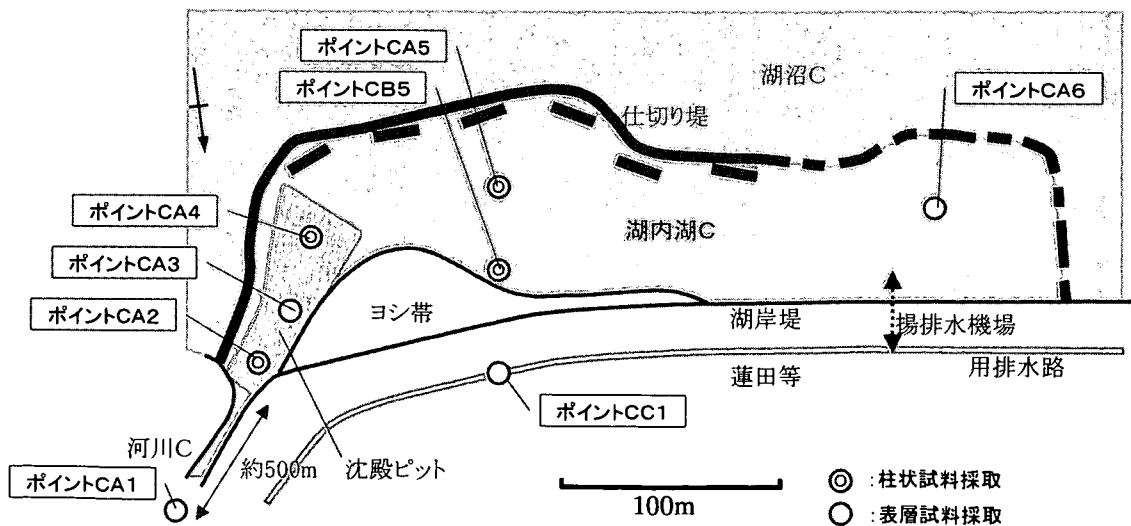 ポイントCA5
湖沼C
ポイントCB5
ポイントCA6
仕切り堤
ポイントCA4
湖内湖C
ポイントCA3
ポイントCA2
ヨシ帯
湖岸堤
揚排水機場
蓮田等
用排水路
ポイントCC1
河川C
約500m
沈殿ピット
ポイントCA1
100m
:柱状試料採取
:表層試料採取